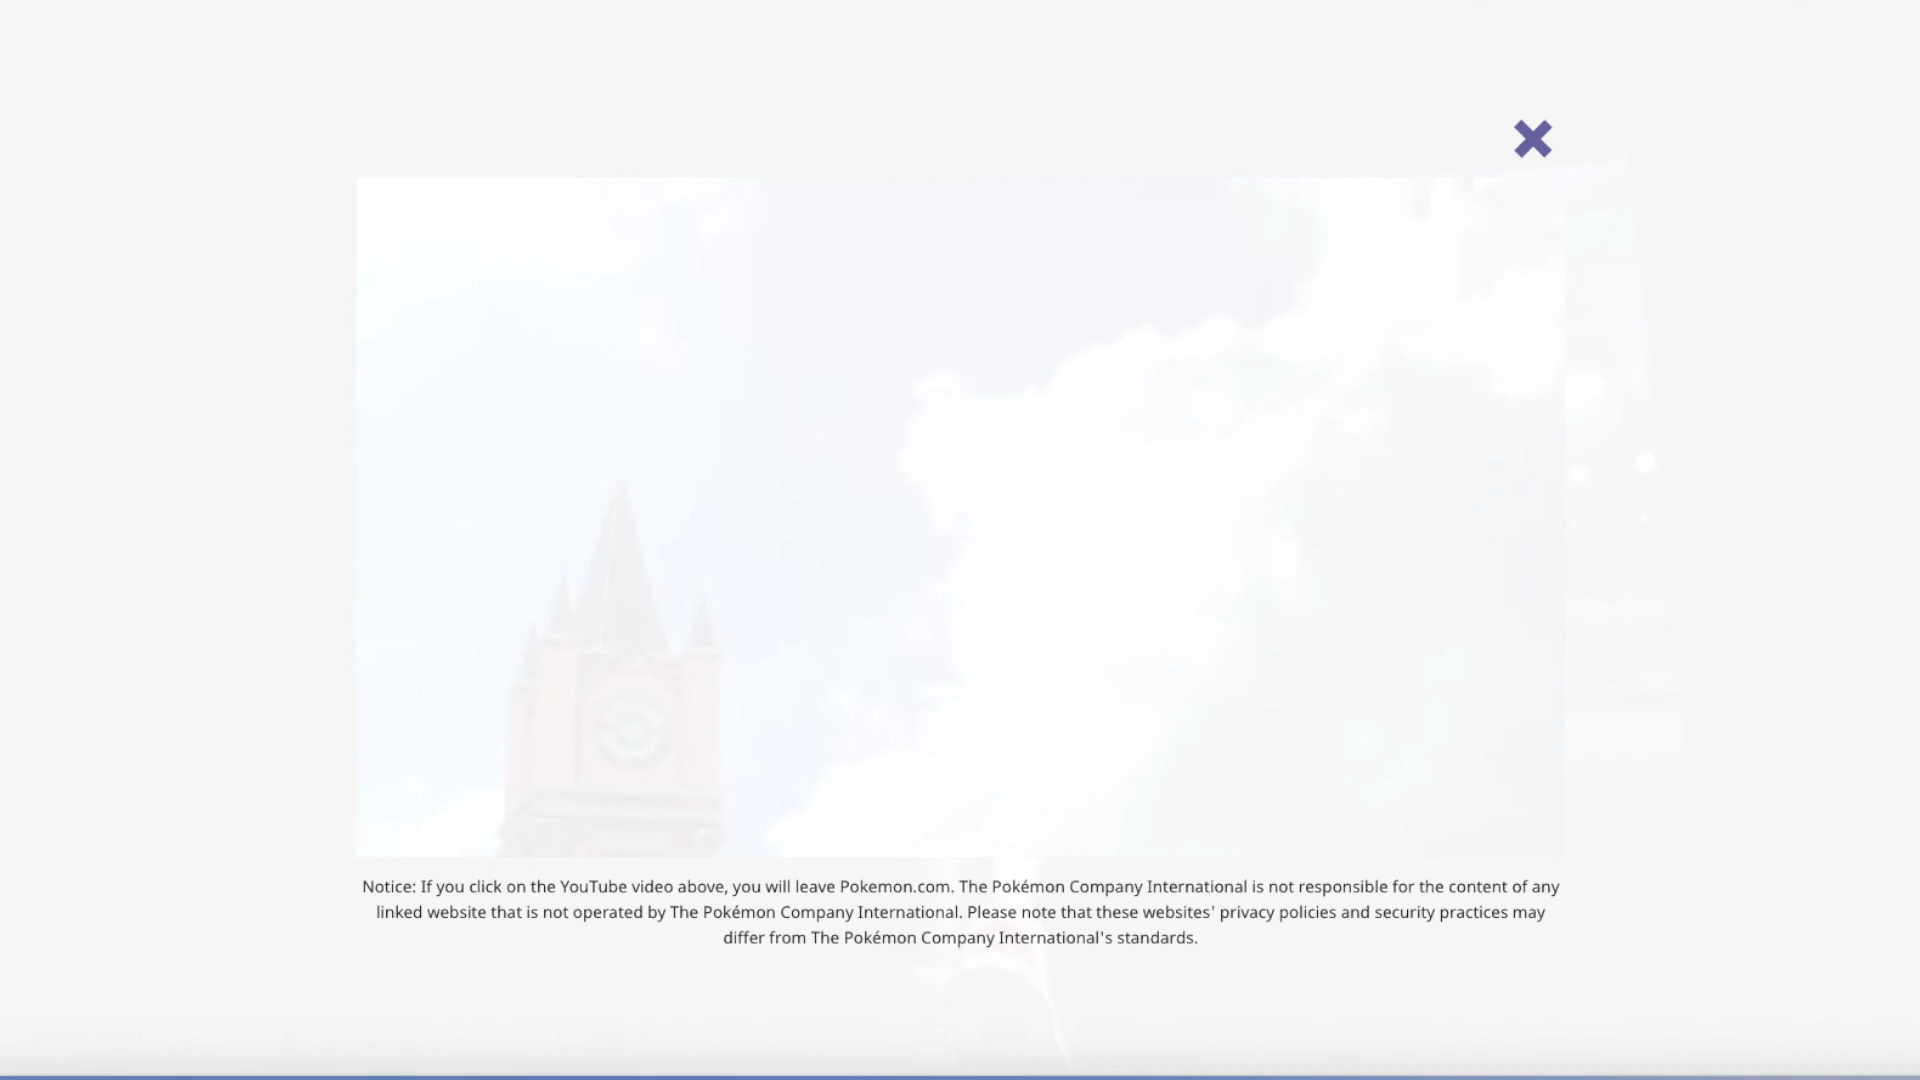 Notice: If you click on the YouTube video above, you will leave Pokemon.com. The Pokémon Company International is not responsible for the content of any
linked website that is not operated by The Pokémon Company International. Please note that these websites' privacy policies and security practices may
differ from The Pokémon Company International's standards.